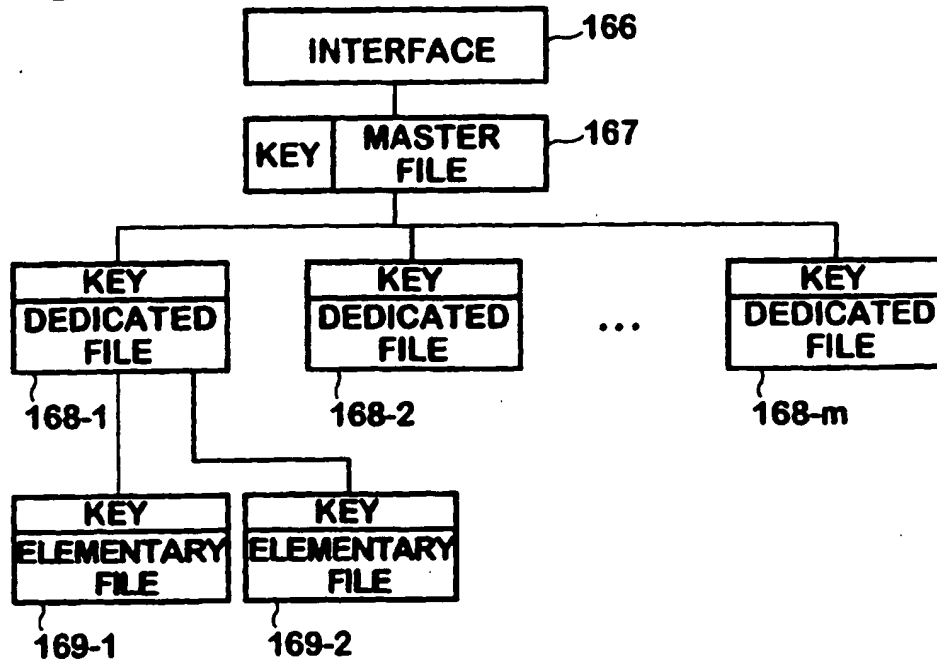 INTERFACE
166
KEY
MASTER
FILE
167
KEY
DEDICATED
FILE
168-1
KEY
DEDICATED
FILE
168-2
...
KEY
DEDICATED
FILE
168-m
KEY
ELEMENTARY
FILE
169-1
KEY
ELEMENTARY
FILE
169-2